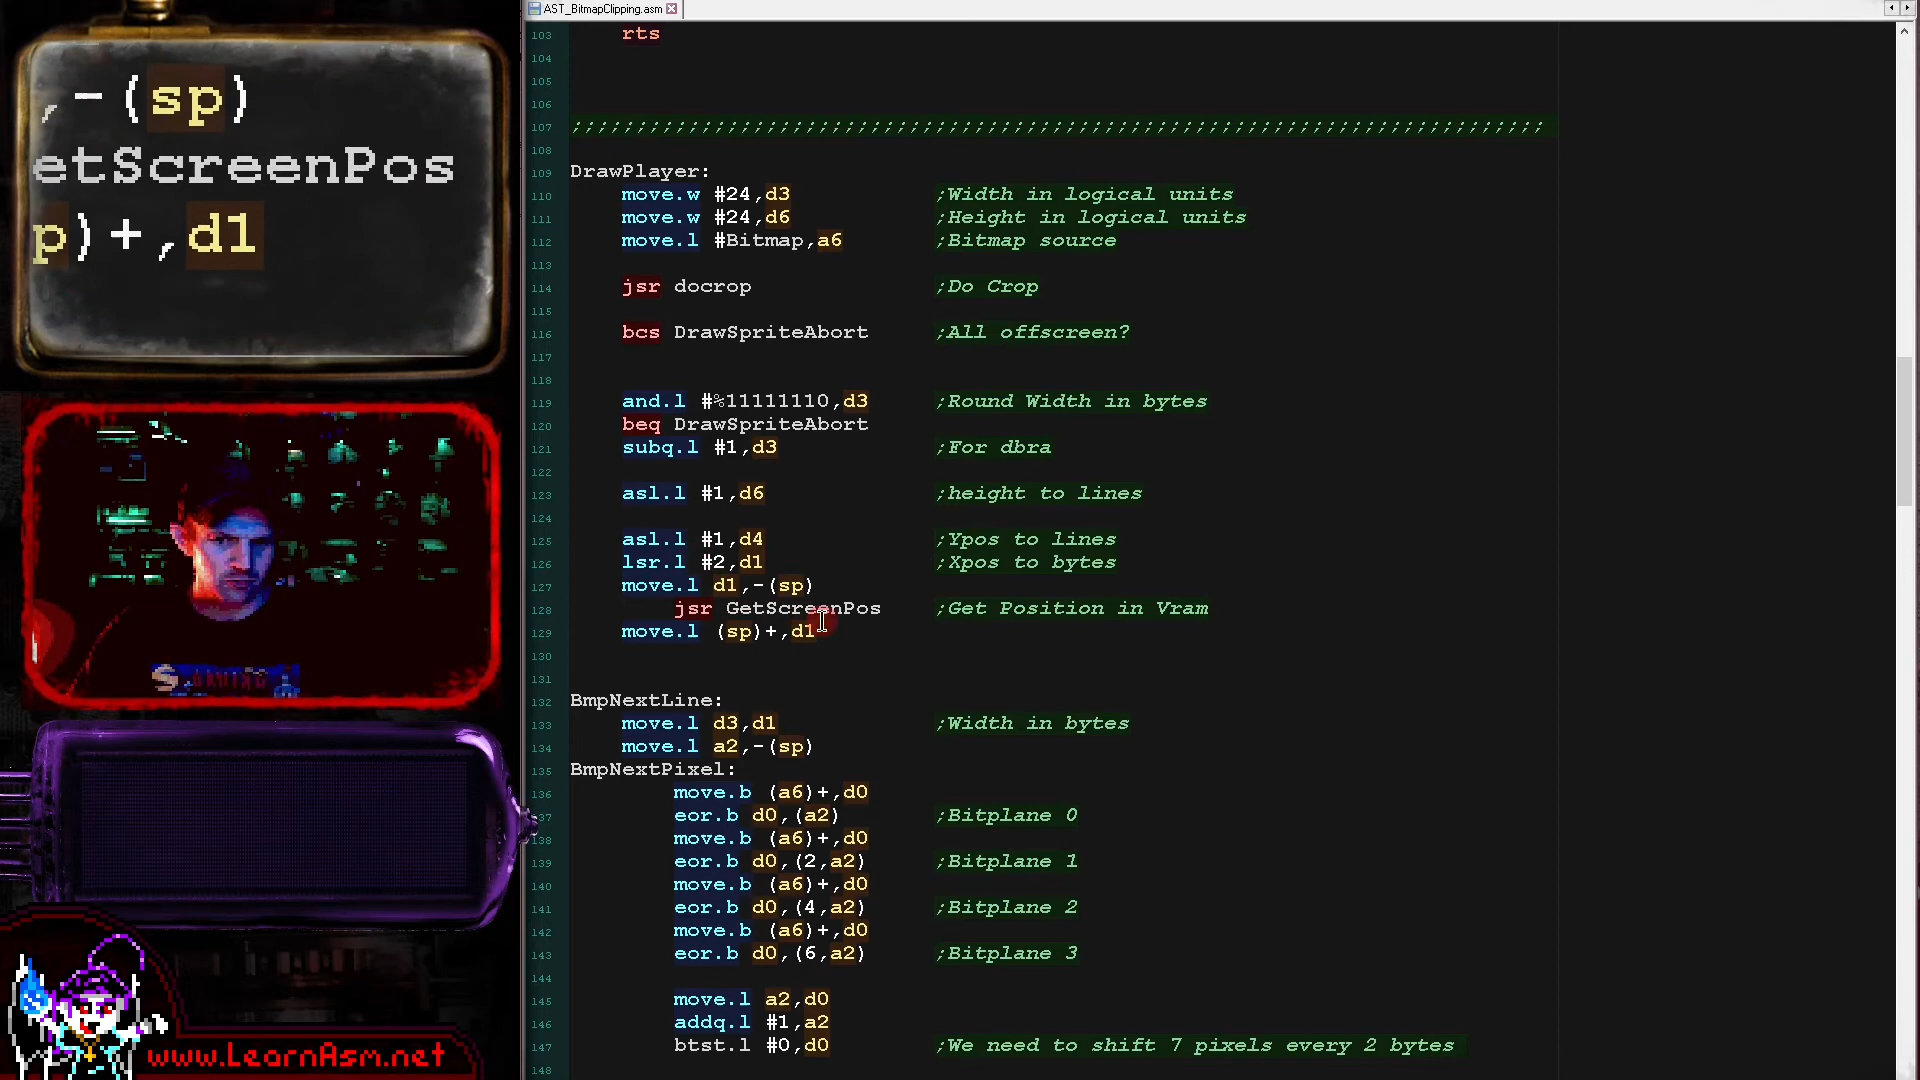 ,-(sp)
etScreenPos
p)+,d1
www.LearnAsm.net
AST_BitmapClipping.asm
103 rts
104
105
106
107 ;;;;;;;;;;;;;;;;;;;;;;;;;;;;;;;;;;;;;;;;;;;;;;;;;;;;;;;;;;;;;;;;;;;;;;;;;;;
108
109 DrawPlayer:
110 move.w #24,d3 ;Width in logical units
111 move.w #24,d6 ;Height in logical units
112 move.l #Bitmap,a6 ;Bitmap source
113
114 jsr docrop ;Do Crop
115
116 bcs DrawSpriteAbort ;All offscreen?
117
118
119 and.l #%11111110,d3 ;Round Width in bytes
120 beq DrawSpriteAbort
121 subq.l #1,d3 ;For dbra
122
123 asl.l #1,d6 ;height to lines
124
125 asl.l #1,d4 ;Ypos to lines
126 lsr.l #2,d1 ;Xpos to bytes
127 move.l d1,-(sp)
128 jsr GetScreenPos ;Get Position in Vram
129 move.l (sp)+,d1
130
131
132 BmpNextLine:
133 move.l d3,d1 ;Width in bytes
134 move.l a2,-(sp)
135 BmpNextPixel:
136 move.b (a6)+,d0
137 eor.b d0,(a2) ;Bitplane 0
138 move.b (a6)+,d0
139 eor.b d0,(2,a2) ;Bitplane 1
140 move.b (a6)+,d0
141 eor.b d0,(4,a2) ;Bitplane 2
142 move.b (a6)+,d0
143 eor.b d0,(6,a2) ;Bitplane 3
144
145 move.l a2,d0
146 addq.l #1,a2
147 btst.l #0,d0 ;We need to shift 7 pixels every 2 bytes
148